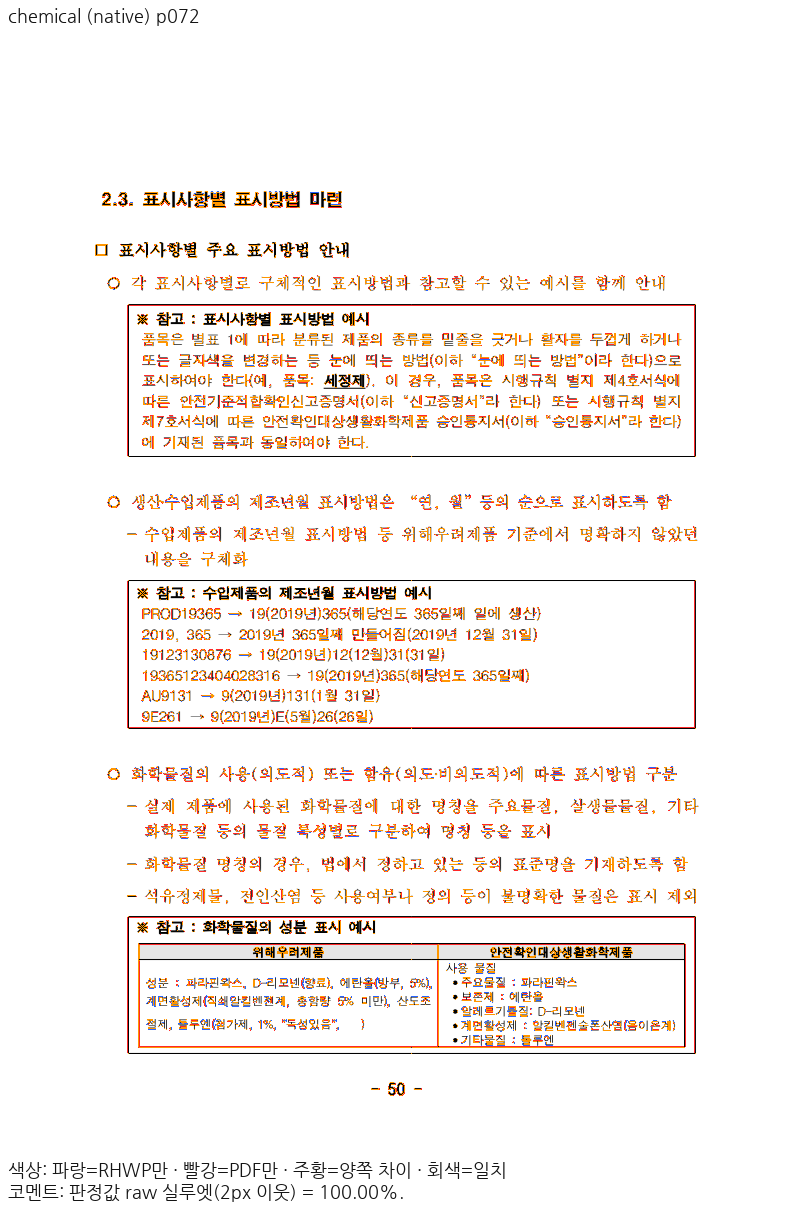 chemical (native) p072
2.3. 표시사항별 표시방법 마련
□ 표시사항별 주요 표시방법 안내
○ 각 표시사항별로 구체적인 표시방법과 참고할 수 있는 예시를 함께 안내
※ 참고 : 표시사항별 표시방법 예시
품목은 별표 1에 따라 분류된 제품의 종류를 밑줄을 긋거나 환자를 두껍게 하거나
또는 글자색을 변경하는 등 눈에 띄는 방법(이하 “눈에 띄는 방법”이라 한다)으로
표시하여야 한다(예, 품목: 세정제). 이 경우, 품목은 시행규칙 별지 제4호서식에
따른 안전기준적합확인신고증명서(이하 “신고증명서”라 한다) 또는 시행규칙 별지
제7호서식에 따른 안전확인대상생활화학제품 승인통지서(이하 “승인통지서”라 한다)
에 기재된 품목과 동일하여야 한다.
○ 생산·수입제품의 제조년월 표시방법은 “연, 월” 등의 순으로 표시하도록 함
- 수입제품의 제조년월 표시방법 등 위해우려제품 기준에서 명확하지 않았던
내용을 구체화
※ 참고 : 수입제품의 제조년월 표시방법 예시
PROD19365 → 19(2019년)365(해당연도 365일째 일에 생산)
2019, 365 → 2019년 365일째 만들어짐(2019년 12월 31일)
19123130876 → 19(2019년)12(12월)31(31일)
19365123404028316 → 19(2019년)365(해당연도 365일째)
AU9131 → 9(2019년)131(1월 31일)
9E261 → 9(2019년)E(5월)26(26일)
○ 화학물질의 사용(의도적) 또는 함유(의도·비의도적)에 따른 표시방법 구분
- 실제 제품에 사용된 화학물질에 대한 명칭을 주요물질, 살생물물질, 기타
화학물질 등의 물질 특성별로 구분하여 명칭 등을 표시
- 화학물질 명칭의 경우, 법에서 정하고 있는 등의 표준명을 기재하도록 함
- 석유정제물, 전인산염 등 사용여부나 정의 등이 불명확한 물질은 표시 제외
※ 참고 : 화학물질의 성분 표시 예시
위해우려제품
안전확인대상생활화학제품
성분 : 파라핀왁스, D-리모넨(향료), 에탄올(방부, 5%),
계면활성제(직쇄알킬벤젠계, 총함량 5% 미만), 산도조
절제, 톨루엔(첨가제, 1%, “독성있음”, )
사용 물질
• 주요물질 : 파라핀왁스
• 보존제 : 에탄올
• 알레르기물질: D-리모넨
• 계면활성제 : 알킬벤젠술폰산염(음이온계)
• 기타물질 : 톨루엔
- 50 -
색상: 파랑=RHWP만 · 빨강=PDF만 · 주황=양쪽 차이 · 회색=일치
코멘트: 판정값 raw 실루엣(2px 이웃) = 100.00%.